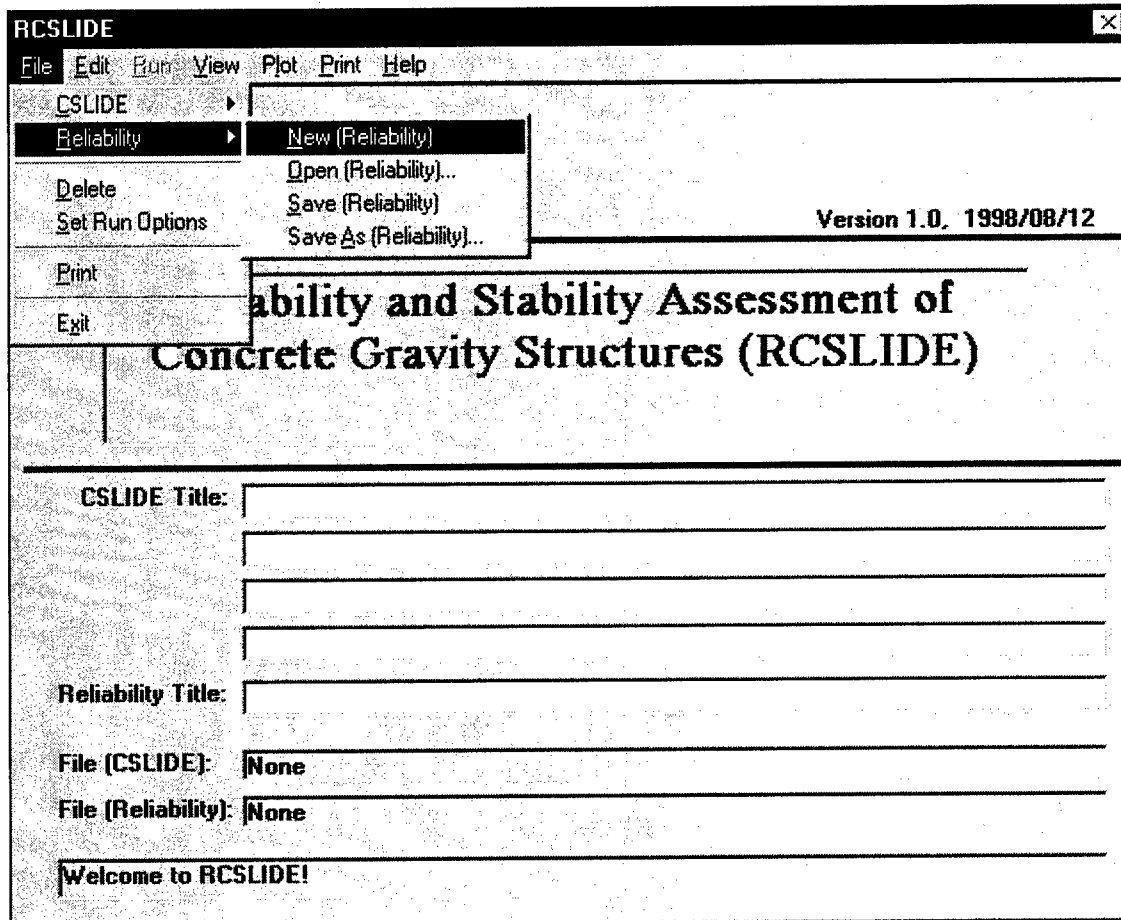 RCSLIDE
File Edit Run View Plot Print Help
CSLIDE
Reliability
Delete
Set Run Options
Print
Exit
New (Reliability)
Open (Reliability)...
Save (Reliability)
Save As (Reliability)...
Version 1.0, 1998/08/12
ability and Stability Assessment of
Concrete Gravity Structures (RCSLIDE)
CSLIDE Title:
Reliability Title:
File (CSLIDE): None
File (Reliability): None
Welcome to RCSLIDE!